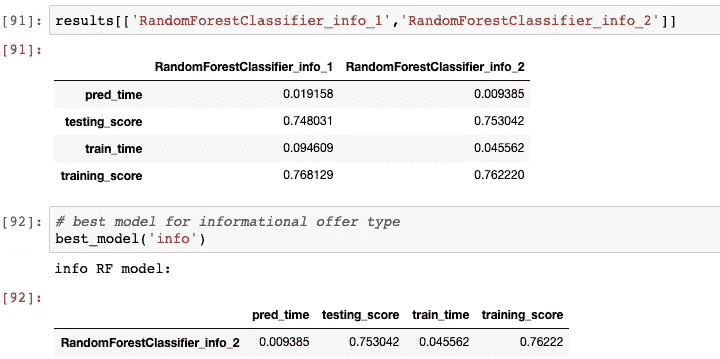 [91]: results[['RandomForestClassifier_info_1','RandomForestClassifier_info_2']]
[91]:
RandomForestClassifier_info_1 RandomForestClassifier_info_2
pred_time 0.019158 0.009385
testing_score 0.748031 0.753042
train_time 0.094609 0.045562
training_score 0.768129 0.762220
[92]: # best model for informational offer type
best_model('info')
info RF model:
[92]:
pred_time testing_score train_time training_score
RandomForestClassifier_info_2 0.009385 0.753042 0.045562 0.76222